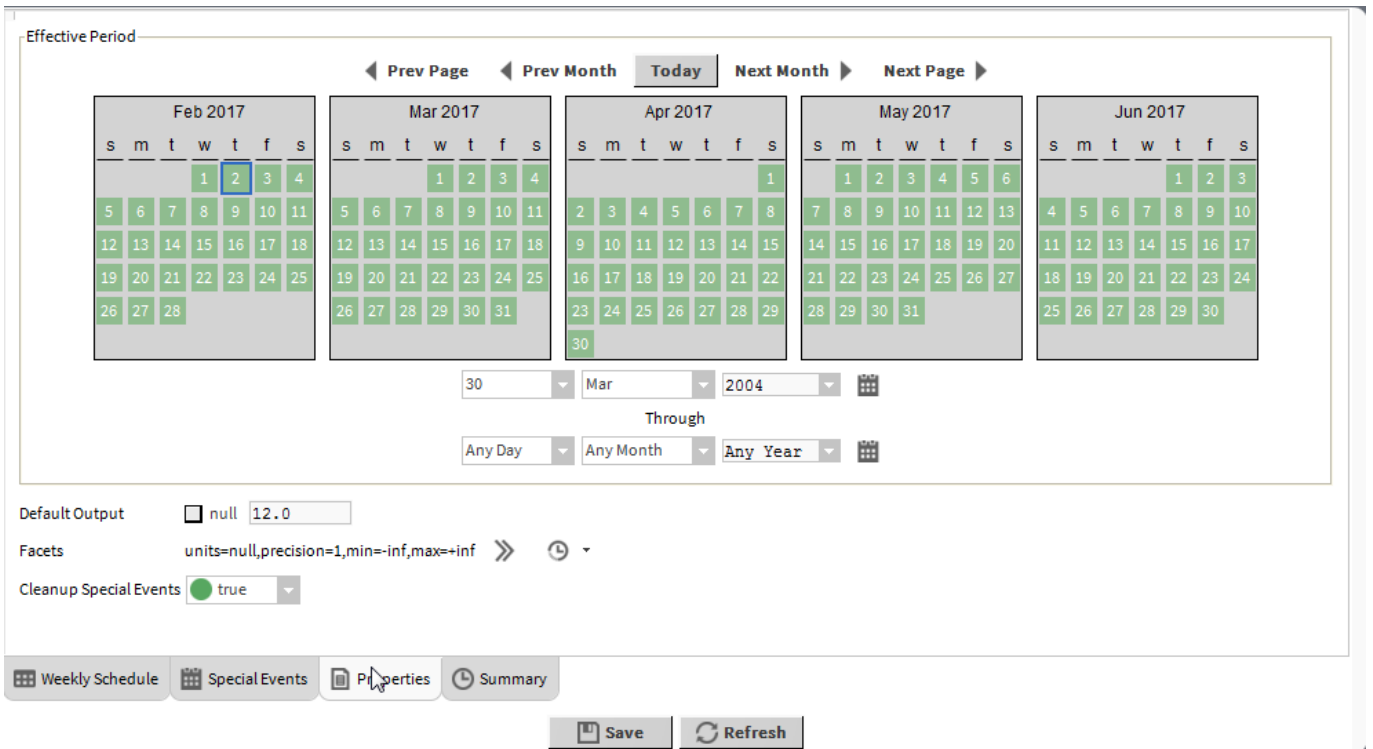 Effective Period
Prev Page Prev Month Today Next Month Next Page
Feb 2017 Mar 2017 Apr 2017 May 2017 Jun 2017
s m t w t f s s m t w t f s s m t w t f s s m t w t f s s m t w t f s
1 2 3 4 1 2 3 4 1 1 2 3 4 5 6 1 2 3
5 6 7 8 9 10 11 5 6 7 8 9 10 11 2 3 4 5 6 7 8 7 8 9 10 11 12 13 4 5 6 7 8 9 10
12 13 14 15 16 17 18 12 13 14 15 16 17 18 9 10 11 12 13 14 15 14 15 16 17 18 19 20 11 12 13 14 15 16 17
19 20 21 22 23 24 25 19 20 21 22 23 24 25 16 17 18 19 20 21 22 21 22 23 24 25 26 27 18 19 20 21 22 23 24
26 27 28 26 27 28 29 30 31 23 24 25 26 27 28 29 28 29 30 31 25 26 27 28 29 30
30
30 Mar 2004
Through
Any Day Any Month Any Year
Default Output null 12.0
Facets units=null,precision=1,min=-inf,max=+inf
Cleanup Special Events true
Weekly Schedule Special Events Properties Summary
Save Refresh